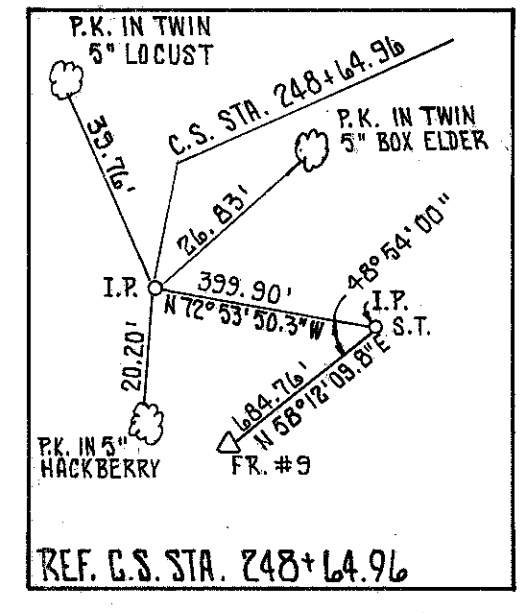 P.K. IN TWIN
5" LOCUST
C.S. STA. 248+64.96
P.K. IN TWIN
5" BOX ELDER
39.76'
26.83'
48°54'00"
I.P.
399.90'
N 72°53'50.3"W
I.P.
S.T.
20.20'
684.76'
N 58°12'09.8"E
P.K. IN 5"
HACKBERRY
FR. #9
REF. C.S. STA. 248+64.96